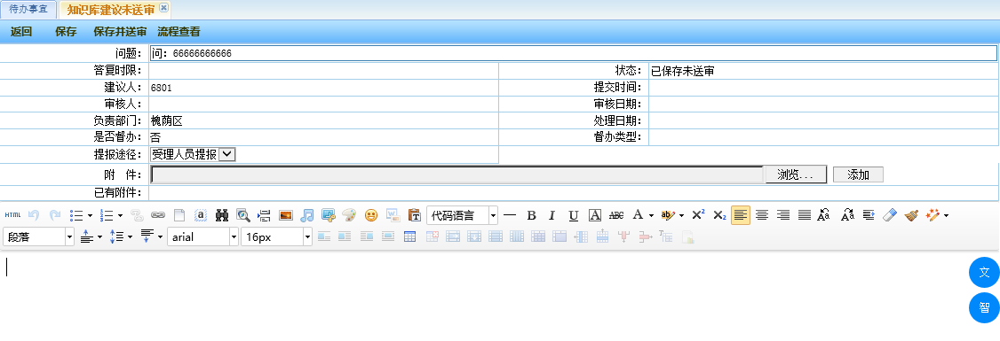 待办事宜 知识库建议未送审
返回 保存 保存并送审 流程查看
问题： 问：66666666666
答复时限： 状态： 已保存未送审
建议人： 6801 提交时间：
审核人： 审核日期：
负责部门： 槐荫区 处理日期：
是否督办： 否 督办类型：
提报途径： 受理人员提报
附 件： 浏览... 添加
已有附件：
HTML 代码语言 B I U A ABC A ab X² X₂
段落 arial 16px
文
智